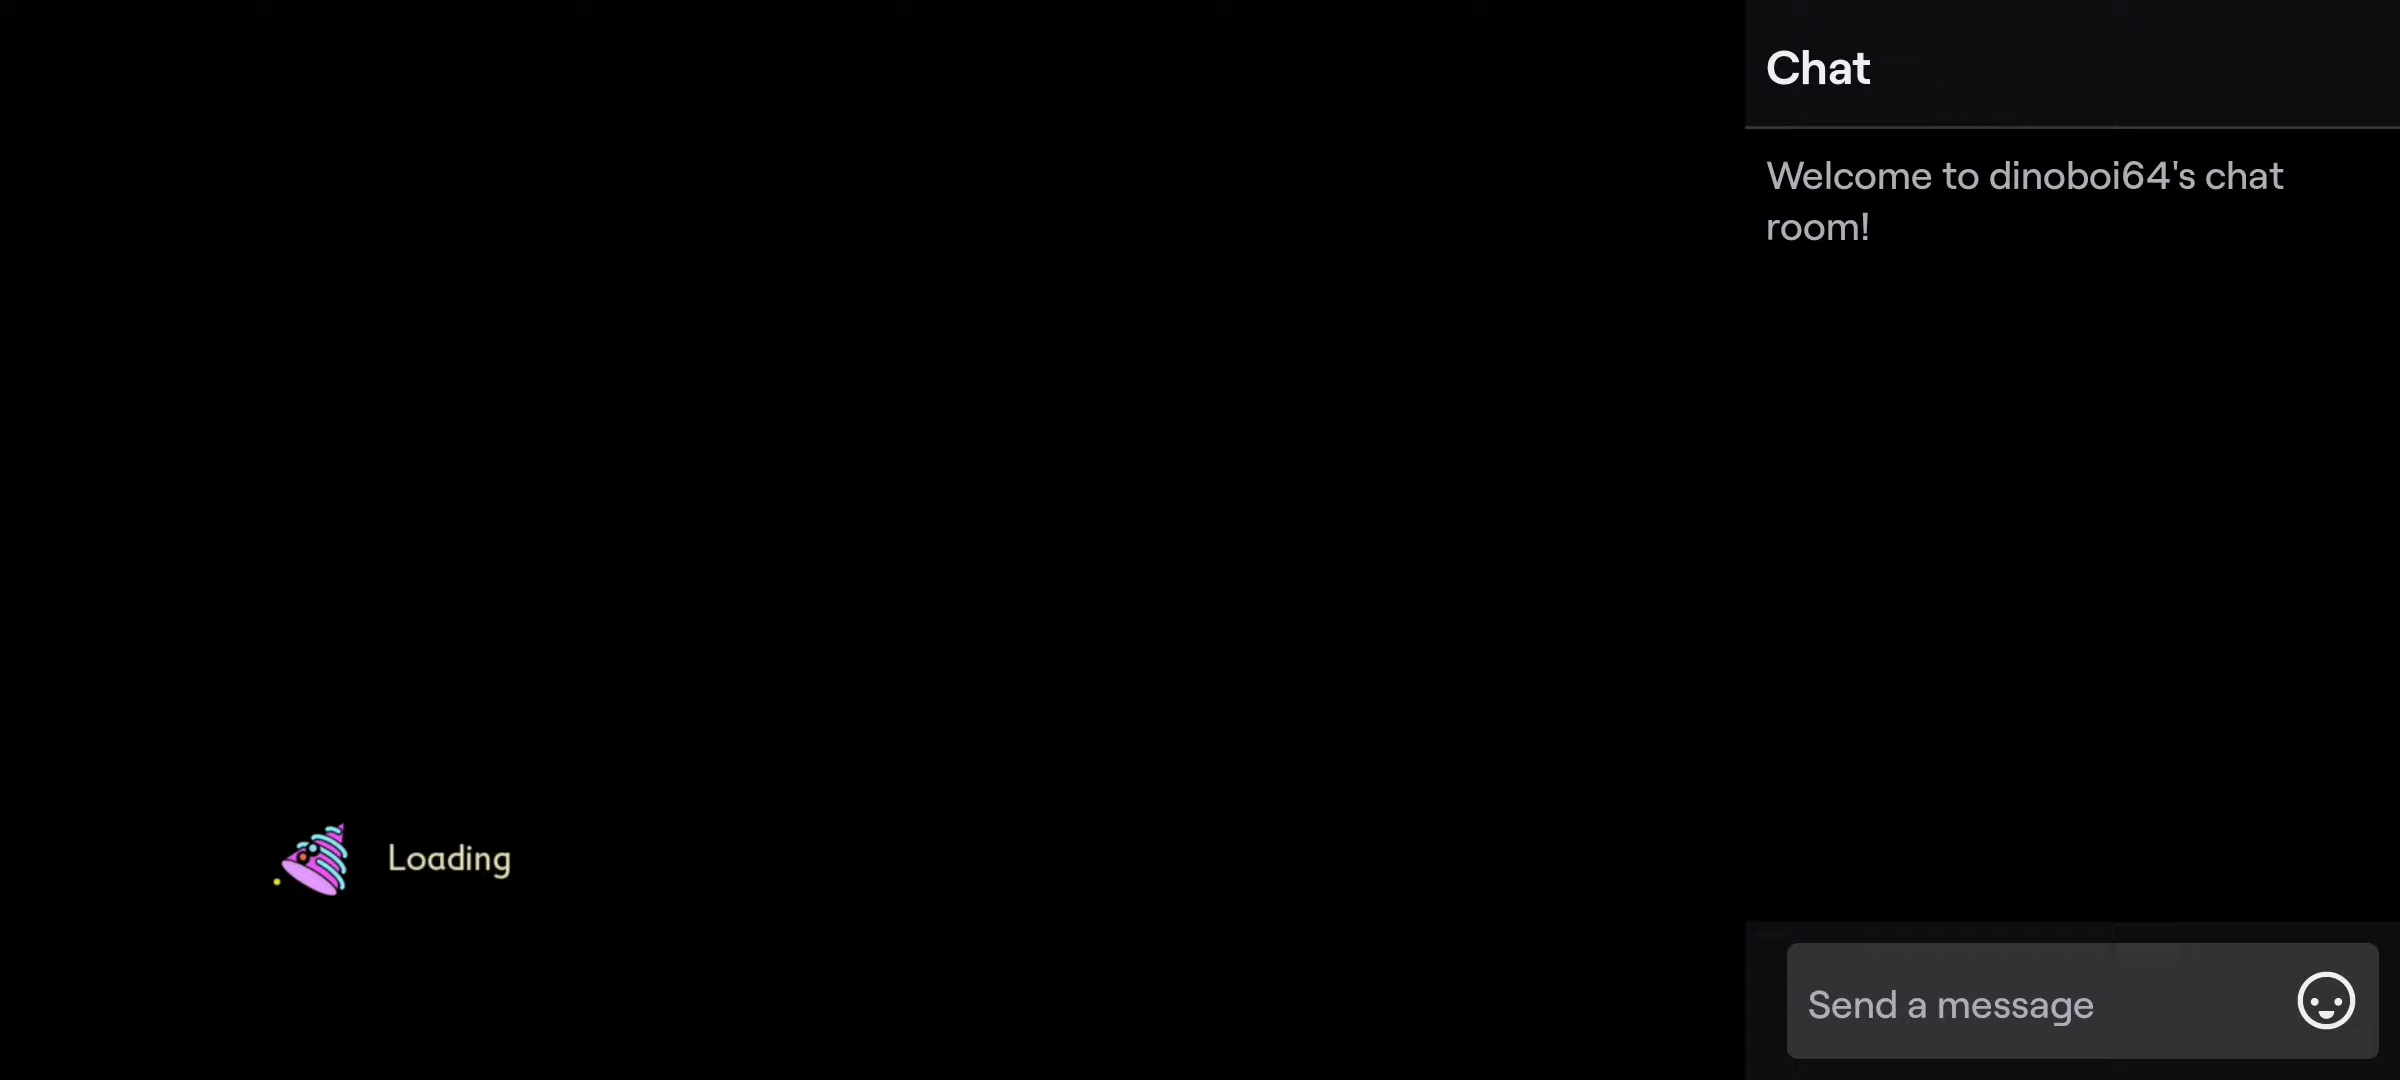 Chat
Welcome to dinoboi64's chat
room!
Loading
Send a message